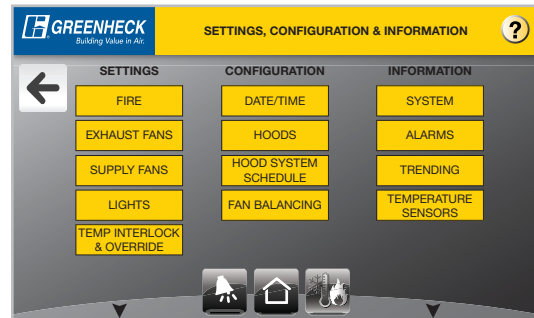 GREENHECK
Building Value in Air.
SETTINGS, CONFIGURATION & INFORMATION
?
SETTINGS
CONFIGURATION
INFORMATION
FIRE
DATE/TIME
SYSTEM
EXHAUST FANS
HOODS
ALARMS
SUPPLY FANS
HOOD SYSTEM
SCHEDULE
TRENDING
LIGHTS
FAN BALANCING
TEMPERATURE
SENSORS
TEMP INTERLOCK
& OVERRIDE